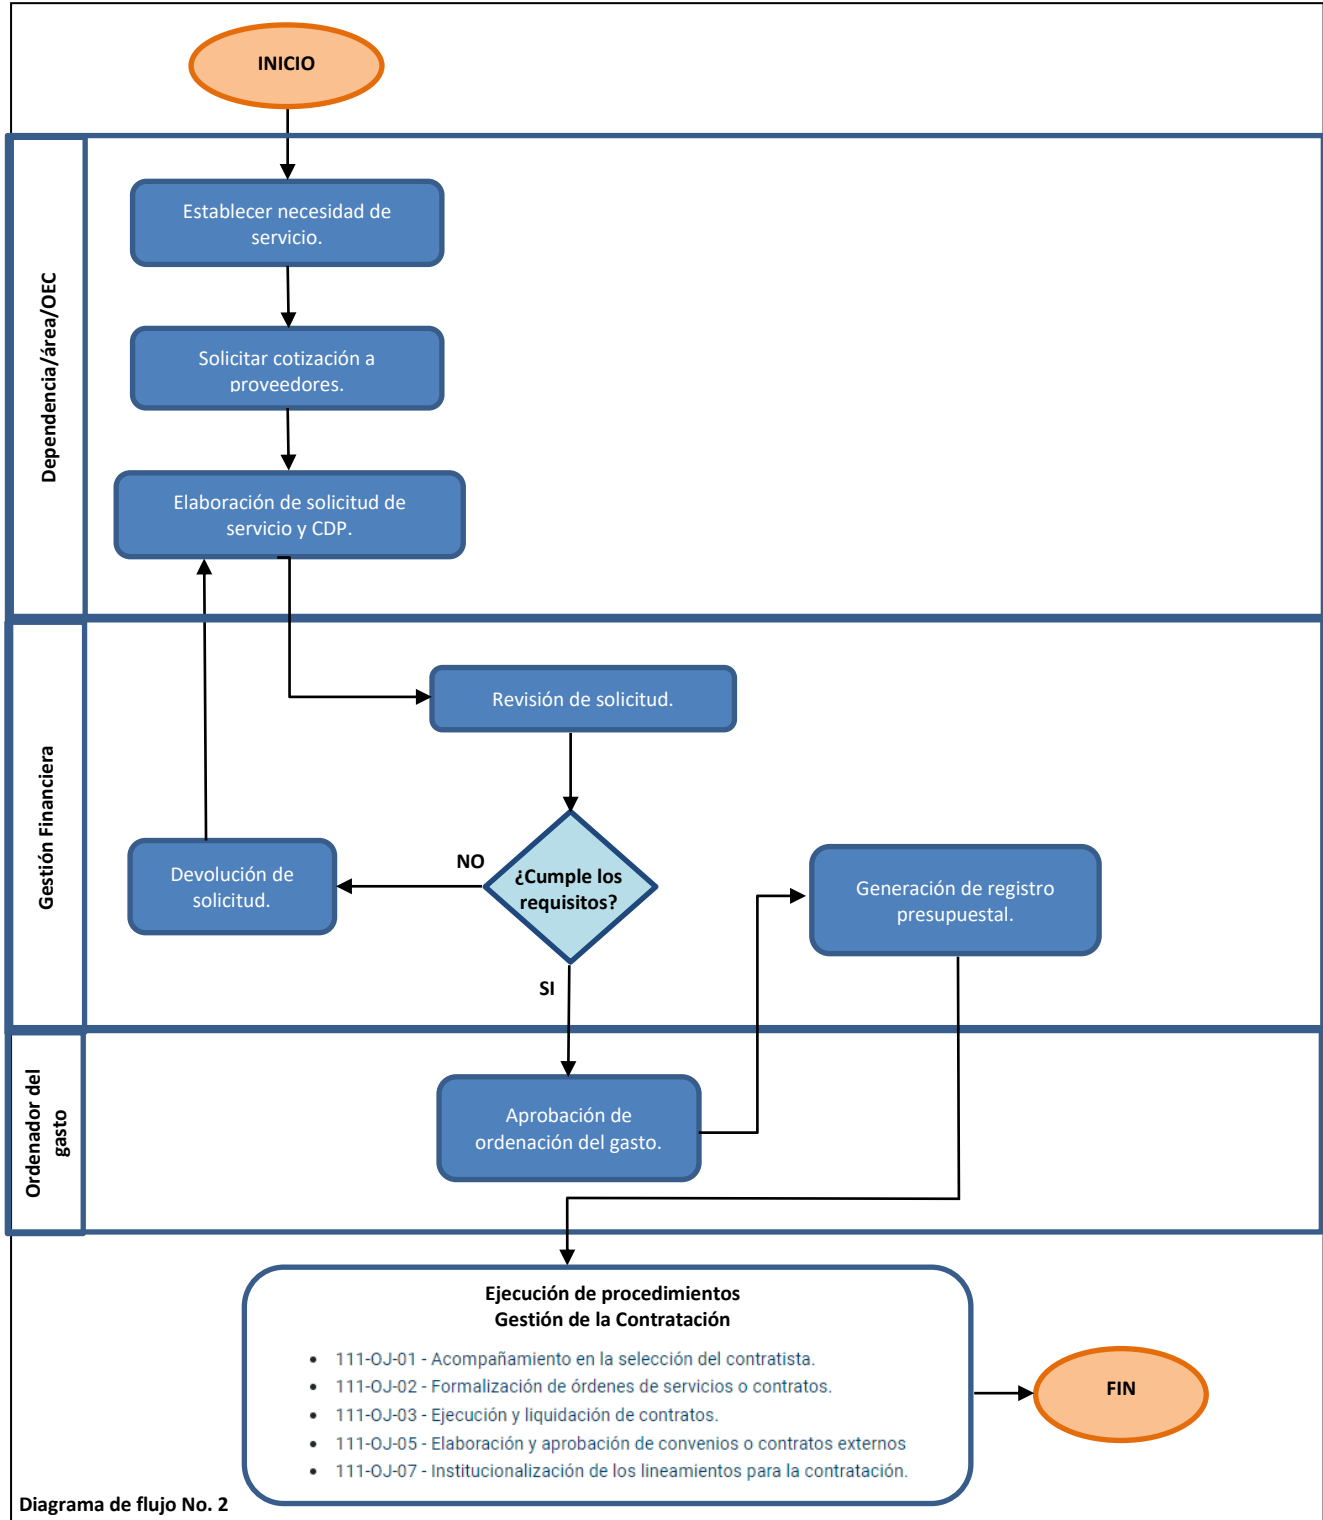 INICIO
Dependencia/área/OEC
Establecer necesidad de
servicio.
Solicitar cotización a
proveedores.
Elaboración de solicitud de
servicio y CDP.
Gestión Financiera
Revisión de solicitud.
¿Cumple los
requisitos?
NO
Devolución de
solicitud.
SI
Generación de registro
presupuestal.
Ordenador del
gasto
Aprobación de
ordenación del gasto.
Ejecución de procedimientos
Gestión de la Contratación
• 111-OJ-01 - Acompañamiento en la selección del contratista.
• 111-OJ-02 - Formalización de órdenes de servicios o contratos.
• 111-OJ-03 - Ejecución y liquidación de contratos.
• 111-OJ-05 - Elaboración y aprobación de convenios o contratos externos
• 111-OJ-07 - Institucionalización de los lineamientos para la contratación.
FIN
Diagrama de flujo No. 2